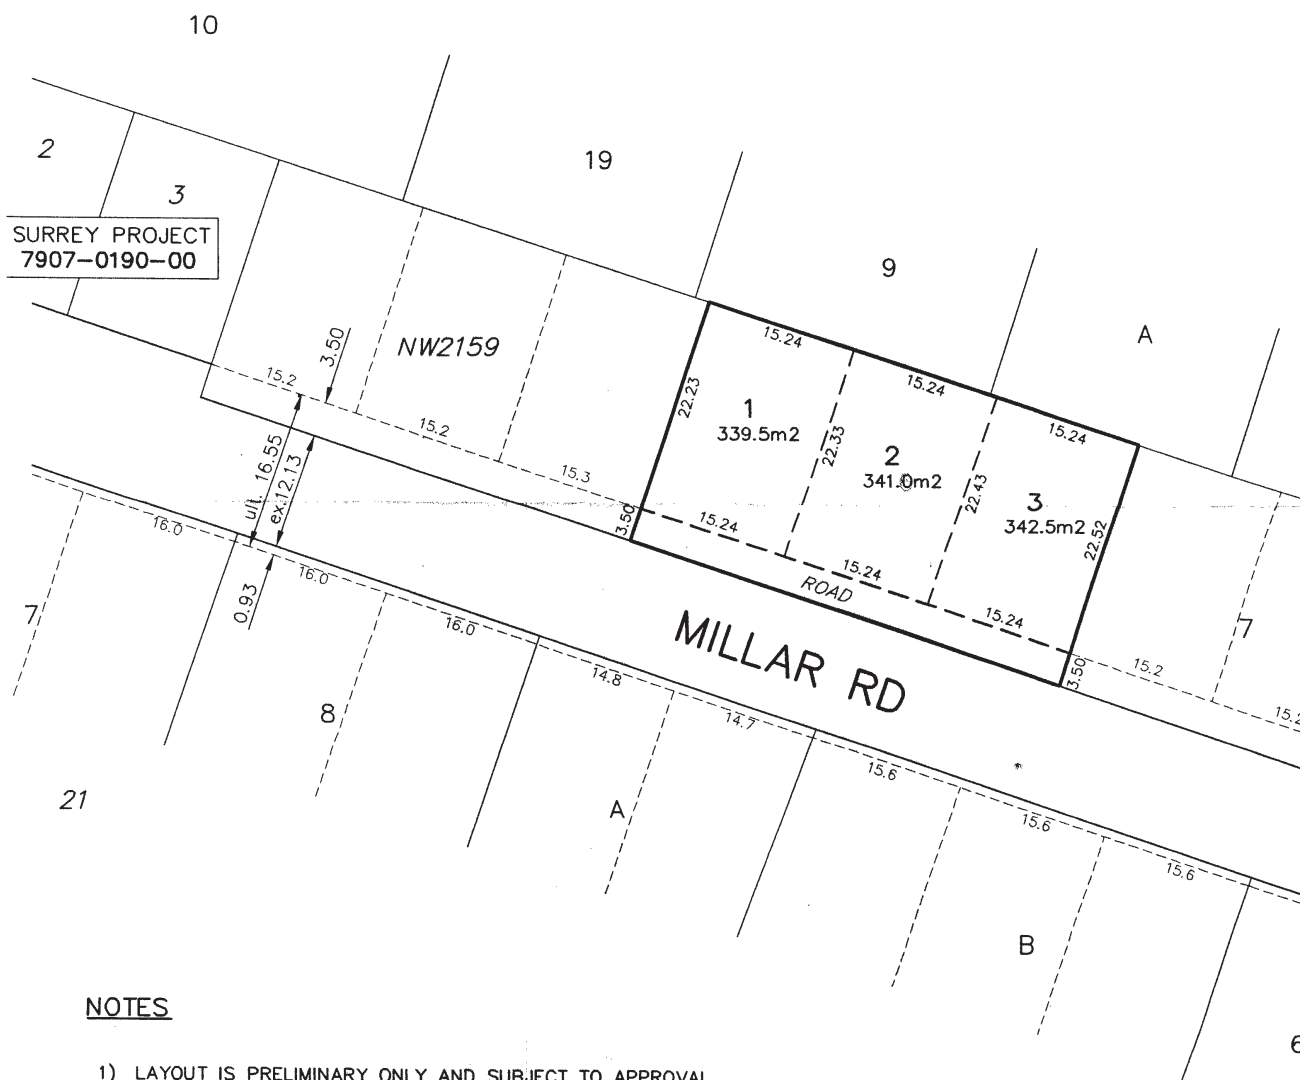 10
19
9
A
2
3
SURREY PROJECT
7907-0190-00
NW2159
3.50
15.2
15.2
15.3
ult. 16.55
ex.12.13
0.93
15.24
15.24
15.24
22.23
1
339.5m2
22.33
2
341.0m2
22.43
3
342.5m2
22.52
3.50
15.24
15.24
15.24
ROAD
3.50
15.2
15.2
7
MILLAR RD
16.0
16.0
16.0
14.8
14.7
15.6
15.6
15.6
7
8
21
A
B
6
NOTES
1) LAYOUT IS PRELIMINARY ONLY AND SUBJECT TO APPROVAL